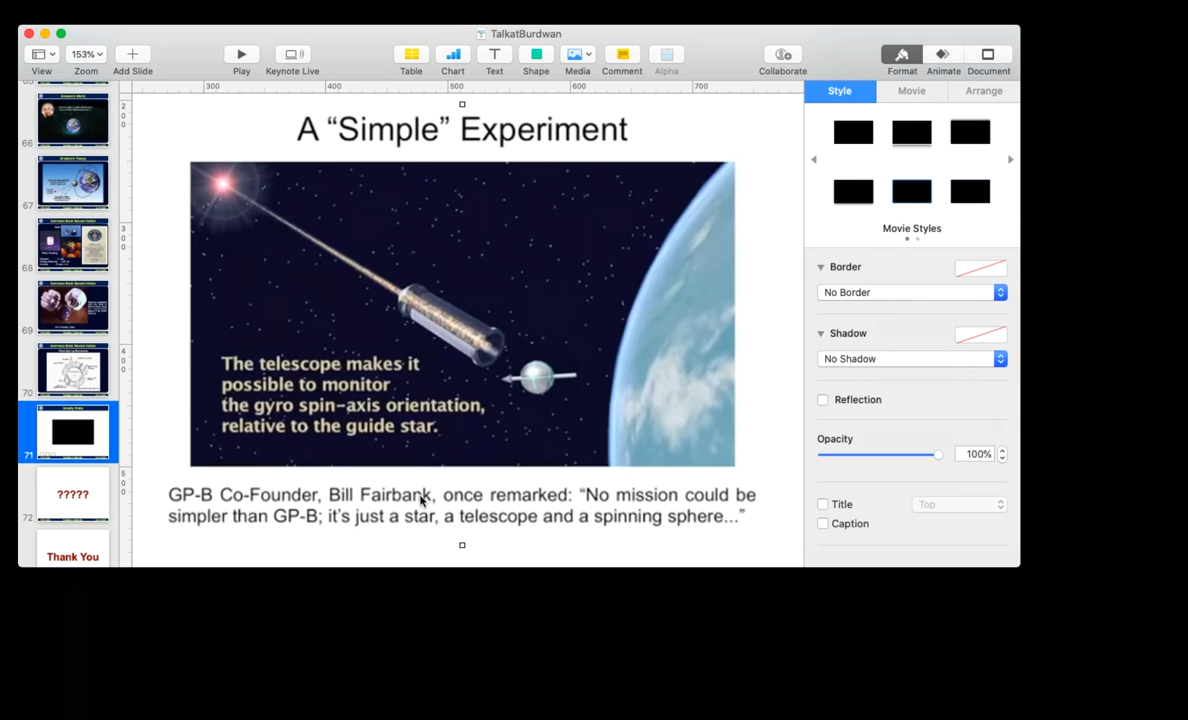 TalkatBurdwan
153%
View
Zoom
Add Slide
Play
Keynote Live
Table
Chart
Text
Shape
Media
Comment
Alpha
Collaborate
Format
Animate
Document
300
400
500
600
700
Style
Movie
Arrange
66
67
68
69
70
71
72
?????
Thank You
200
300
400
500
A “Simple” Experiment
The telescope makes it
possible to monitor
the gyro spin-axis orientation,
relative to the guide star.
GP-B Co-Founder, Bill Fairbank, once remarked: “No mission could be
simpler than GP-B; it’s just a star, a telescope and a spinning sphere...”
Movie Styles
Border
No Border
Shadow
No Shadow
Reflection
Opacity
100%
Title
Top
Caption